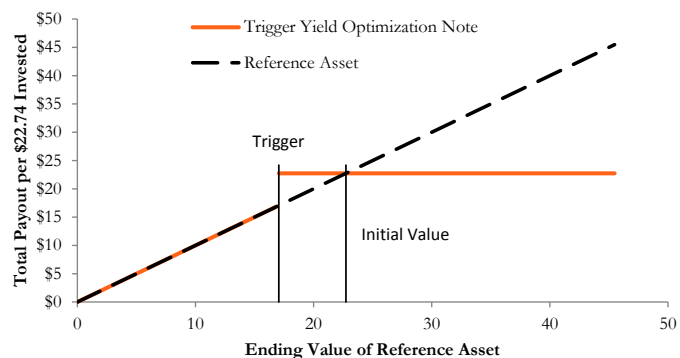 Total Payout per $22.74 Invested
$50
$45
$40
$35
$30
$25
$20
$15
$10
$5
$0
Trigger Yield Optimization Note
Reference Asset
Trigger
Initial Value
0
10
20
30
40
50
Ending Value of Reference Asset